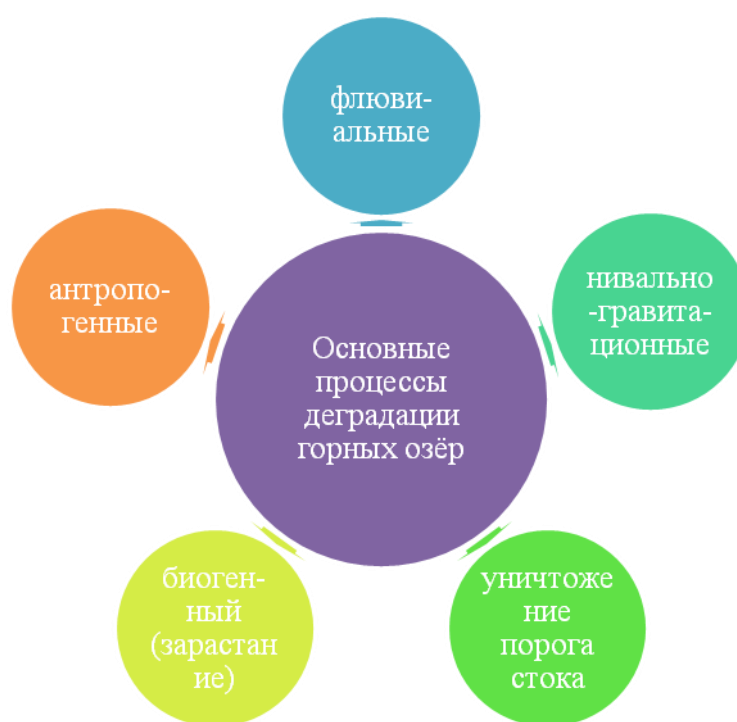 флюви-
альные
антропо-
генные
нивально
-гравита-
ционные
Основные
процессы
деградации
горных озёр
биоген-
ный
(зарастан
ие)
уничтоже
ние
порога
стока